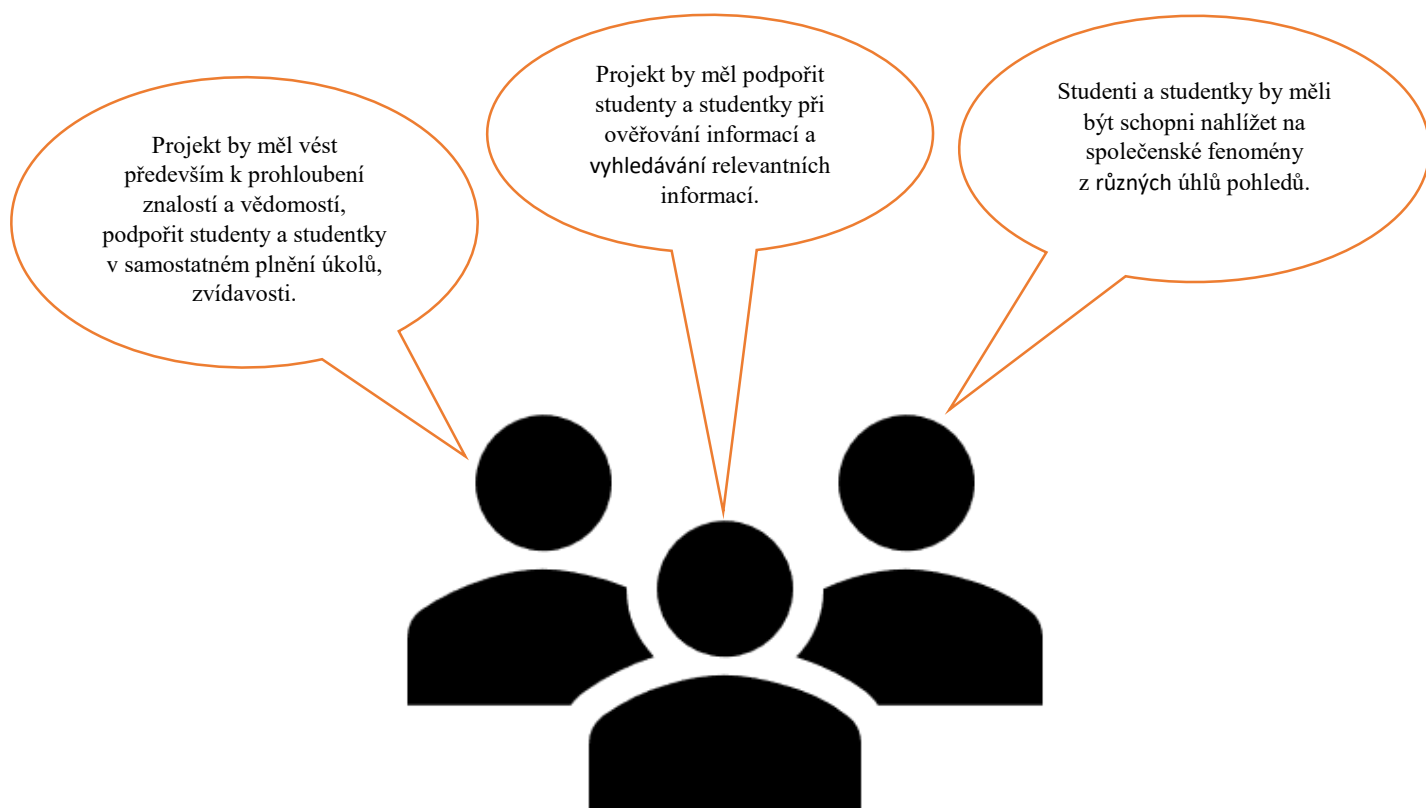 Projekt by měl vést
především k prohloubení
znalostí a vědomostí,
podpořit studenty a studentky
v samostatném plnění úkolů,
zvídavosti.
Projekt by měl podpořit
studenty a studentky při
ověřování informací a
vyhledávání relevantních
informací.
Studenti a studentky by měli
být schopni nahlížet na
společenské fenomény
z různých úhlů pohledů.